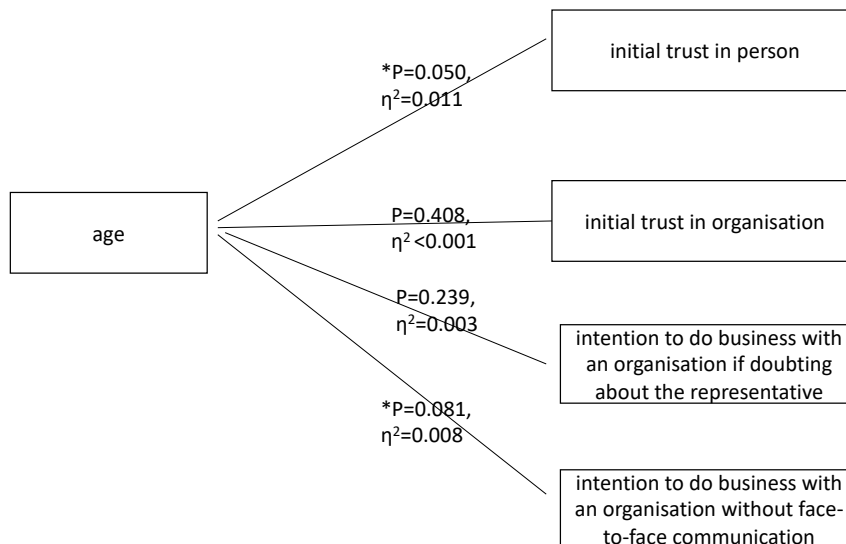 initial trust in person
*P=0.050,
η²=0.011
age
P=0.408,
η² <0.001
initial trust in organisation
P=0.239,
η²=0.003
intention to do business with
an organisation if doubting
about the representative
*P=0.081,
η²=0.008
intention to do business with
an organisation without face-
to-face communication